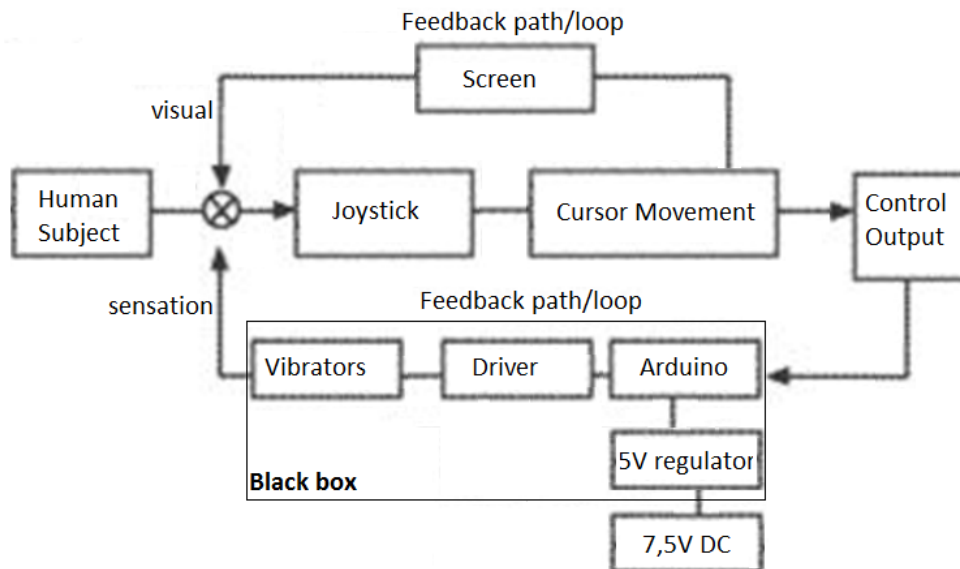 Feedback path/loop
Screen
visual
Human
Subject
Joystick
Cursor Movement
Control
Output
sensation
Feedback path/loop
Vibrators
Driver
Arduino
5V regulator
Black box
7,5V DC